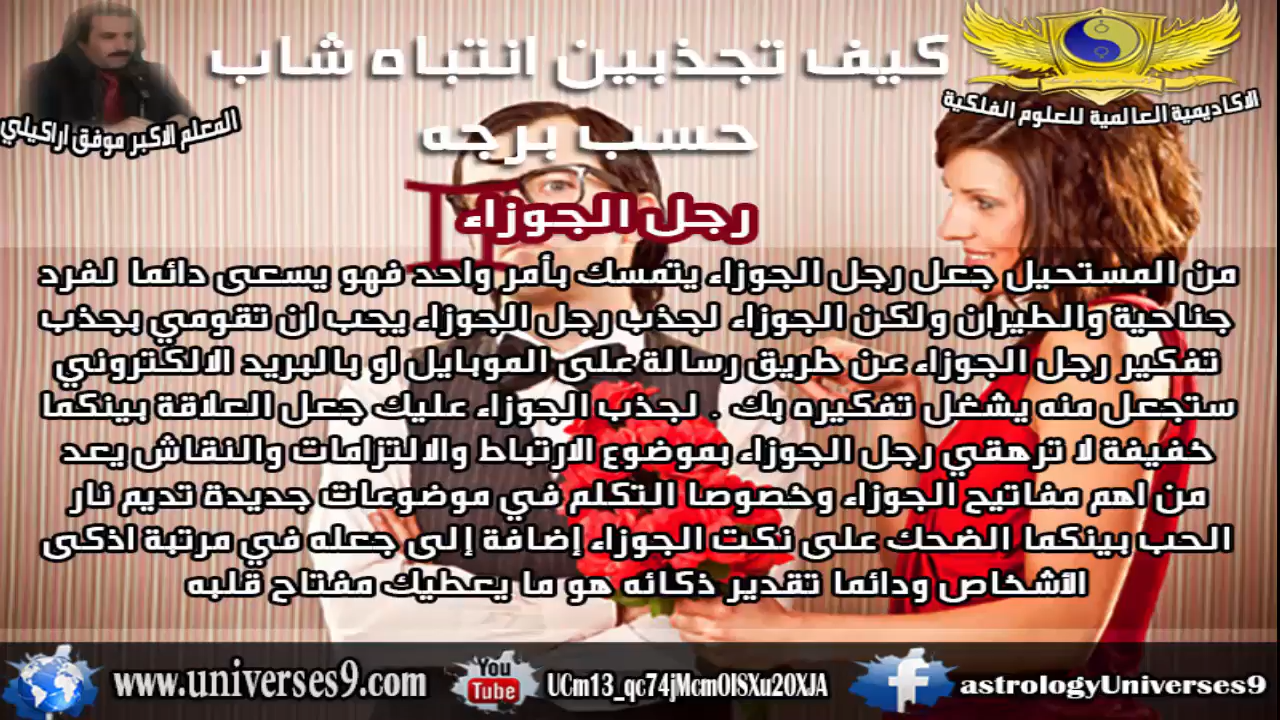 كيف تجذبين انتباه شاب
حسب برجه
الاكاديمية العالمية للعلوم الفلكية
المعلم الاكبر موفق اراكيلي
رجل الجوزاء
من المستحيل جعل رجل الجوزاء يتمسك بأمر واحد فهو يسعى دائما لفرد
جناحية والطيران ولكن الجوزاء لجذب رجل الجوزاء يجب ان تقومي بجذب
تفكير رجل الجوزاء عن طريق رسالة على الموبايل او بالبريد الالكتروني
ستجعل منه يشغل تفكيره بك . لجذب الجوزاء عليك جعل العلاقة بينكما
خفيفة لا ترهقي رجل الجوزاء بموضوع الارتباط والالتزامات والنقاش يعد
من اهم مفاتيح الجوزاء وخصوصا التكلم في موضوعات جديدة تديم نار
الحب بينكما الضحك على نكت الجوزاء إضافة إلى جعله في مرتبة اذكى
الأشخاص ودائما تقدير ذكائه هو ما يعطيك مفتاح قلبه
www.universes9.com
You Tube
UCm13_qc74jMcmOlSXu20XJA
f
astrologyUniverses9